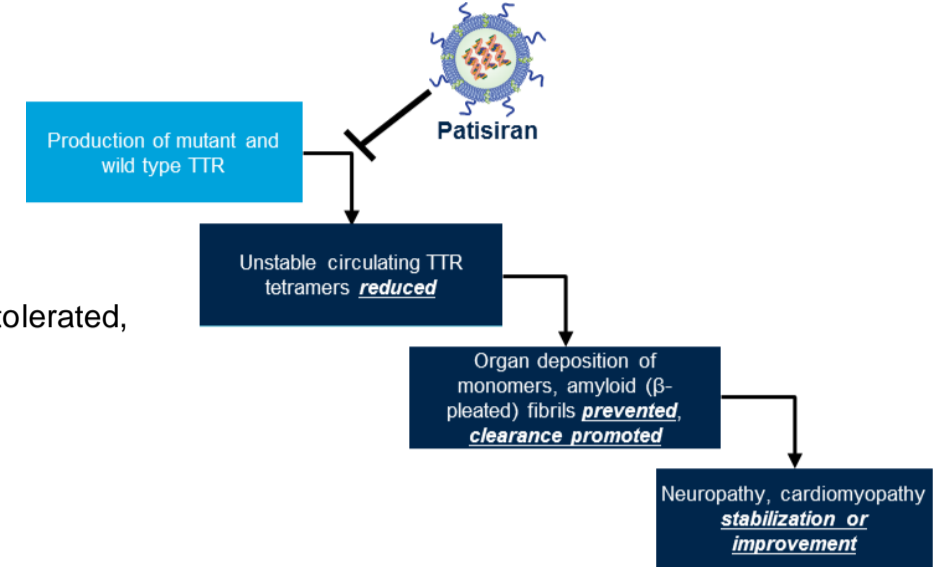 Patisiran
Production of mutant and
wild type TTR
Unstable circulating TTR
tetramers reduced
tolerated,
Organ deposition of
monomers, amyloid (β-
pleated) fibrils prevented,
clearance promoted
Neuropathy, cardiomyopathy
stabilization or
improvement